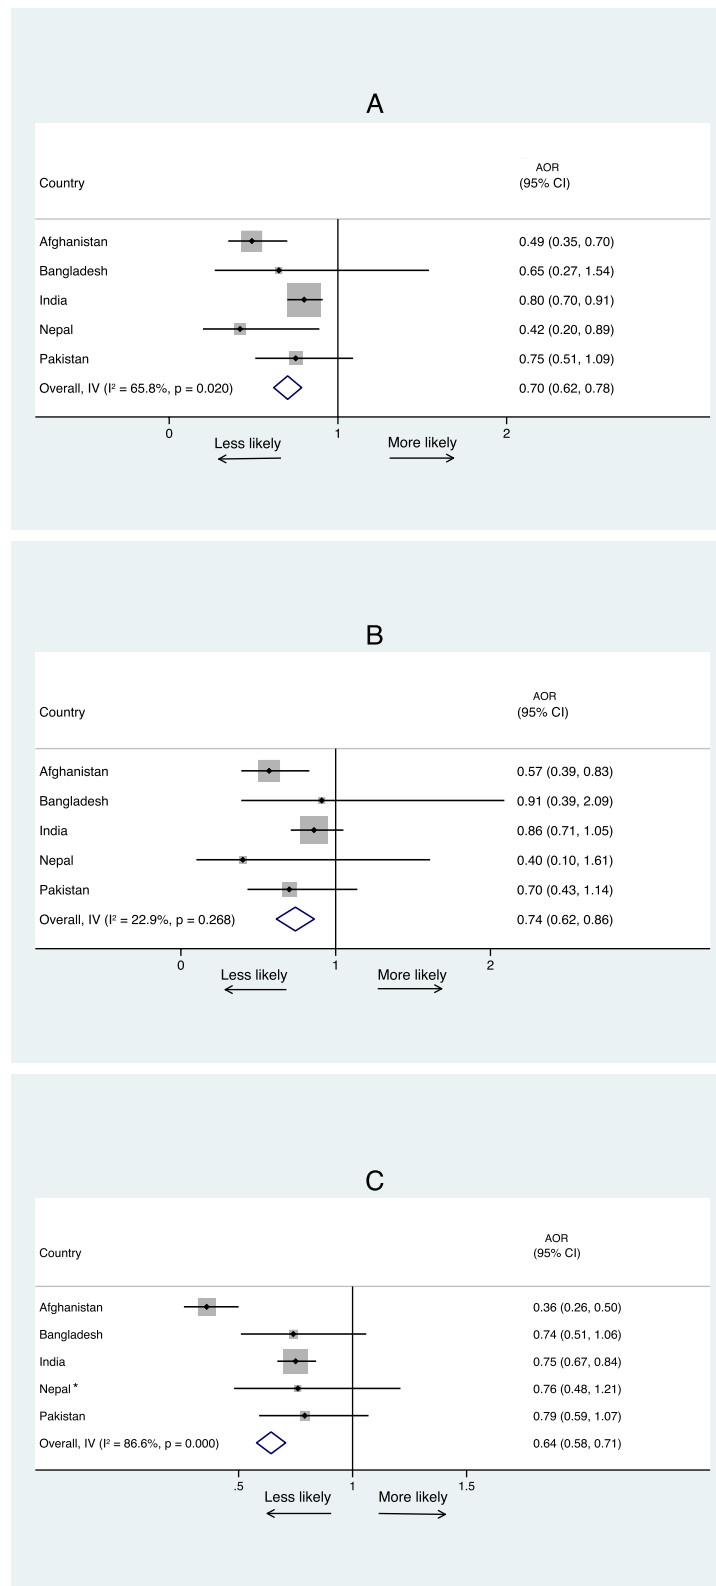 A
AOR
Country (95% CI)
Afghanistan 0.49 (0.35, 0.70)
Bangladesh 0.65 (0.27, 1.54)
India 0.80 (0.70, 0.91)
Nepal 0.42 (0.20, 0.89)
Pakistan 0.75 (0.51, 1.09)
Overall, IV (I² = 65.8%, p = 0.020) 0.70 (0.62, 0.78)
0 1 2
Less likely More likely
B
AOR
Country (95% CI)
Afghanistan 0.57 (0.39, 0.83)
Bangladesh 0.91 (0.39, 2.09)
India 0.86 (0.71, 1.05)
Nepal 0.40 (0.10, 1.61)
Pakistan 0.70 (0.43, 1.14)
Overall, IV (I² = 22.9%, p = 0.268) 0.74 (0.62, 0.86)
0 1 2
Less likely More likely
C
AOR
Country (95% CI)
Afghanistan 0.36 (0.26, 0.50)
Bangladesh 0.74 (0.51, 1.06)
India 0.75 (0.67, 0.84)
Nepal * 0.76 (0.48, 1.21)
Pakistan 0.79 (0.59, 1.07)
Overall, IV (I² = 86.6%, p = 0.000) 0.64 (0.58, 0.71)
.5 1 1.5
Less likely More likely